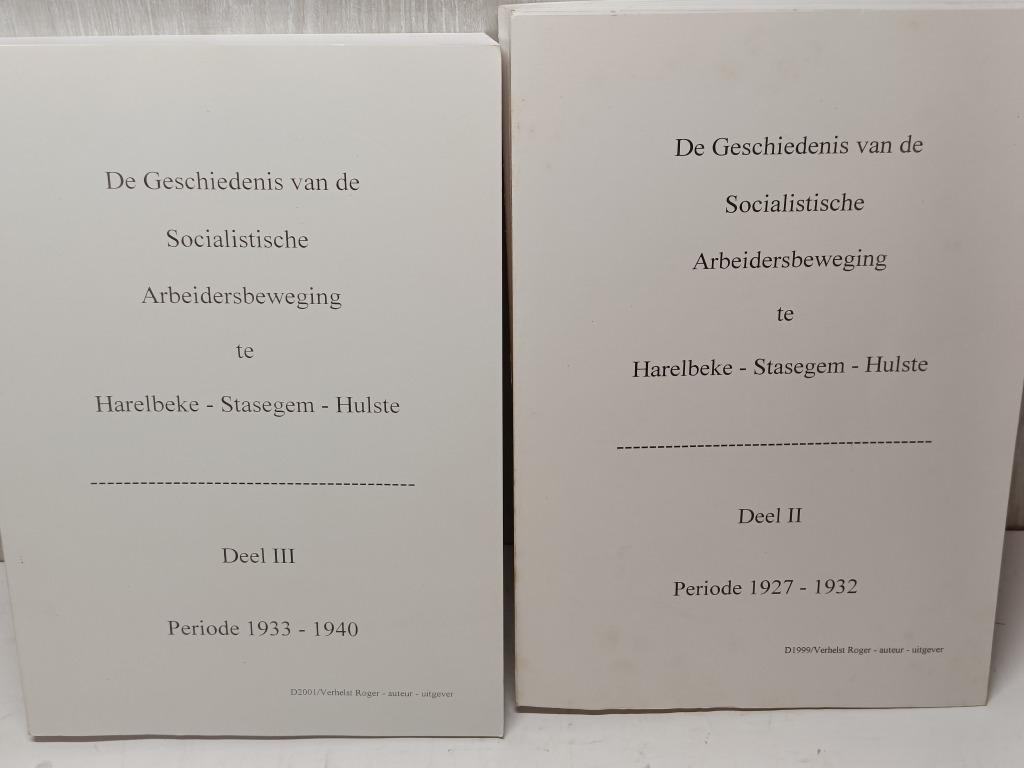 De Geschiedenis van de
Socialistische
Arbeidersbeweging
te
Harelbeke - Stasegem - Hulste
----------------------------------------
Deel III
Periode 1933 - 1940
D2001/Verhelst Roger - auteur - uitgever
De Geschiedenis van de
Socialistische
Arbeidersbeweging
te
Harelbeke - Stasegem - Hulste
----------------------------------------
Deel II
Periode 1927 - 1932
D1999/Verhelst Roger - auteur - uitgever